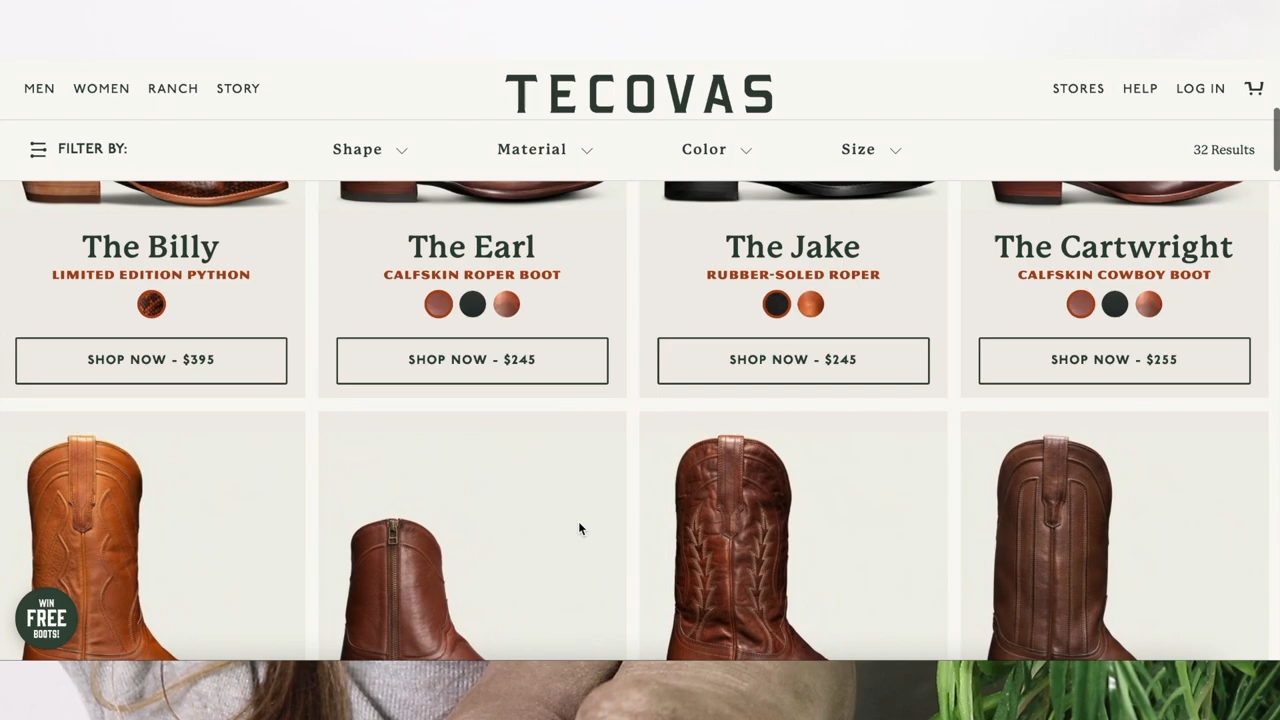 MEN WOMEN RANCH STORY
TECOVAS
STORES HELP LOG IN
FILTER BY:
Shape
Material
Color
Size
32 Results
The Billy
LIMITED EDITION PYTHON
SHOP NOW - $395
The Earl
CALFSKIN ROPER BOOT
SHOP NOW - $245
The Jake
RUBBER-SOLED ROPER
SHOP NOW - $245
The Cartwright
CALFSKIN COWBOY BOOT
SHOP NOW - $255
WIN
FREE
BOOTS!